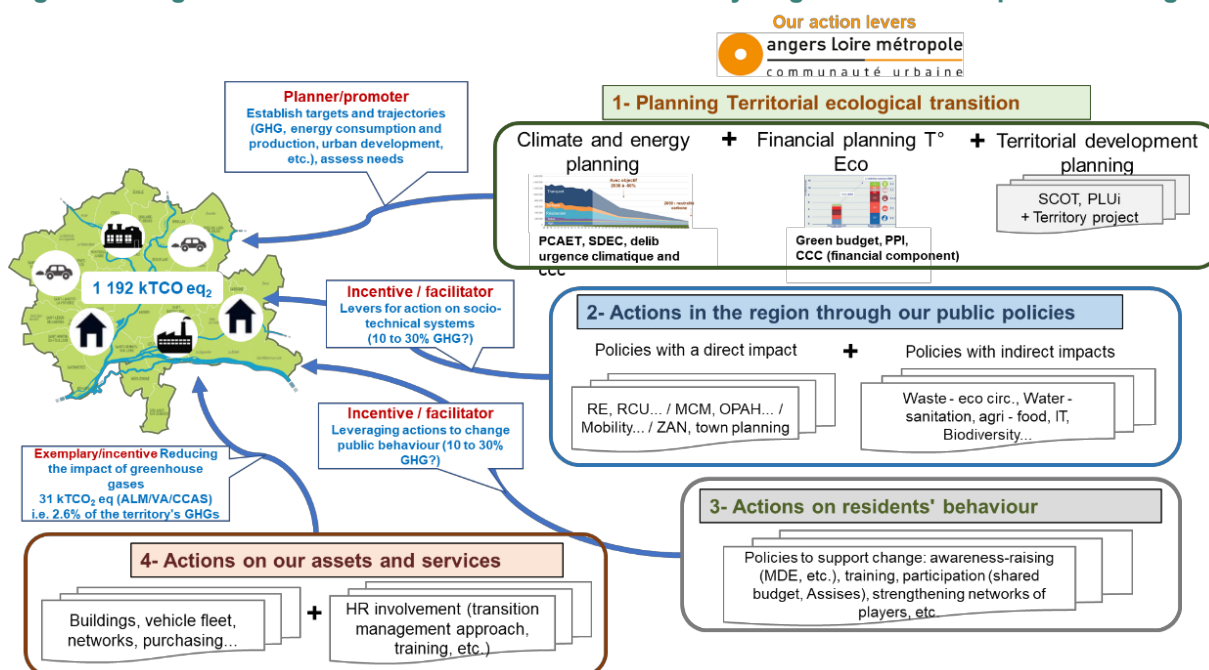 Our action levers
angers Loire métropole
communauté urbaine
1- Planning Territorial ecological transition
Climate and energy
planning
+
Financial planning T°
Eco
+
Territorial development
planning
PCAET, SDEC, delib
urgence climatique and
CCC
Green budget, PPI,
CCC (financial component)
SCOT, PLUi
+ Territory project
Planner/promoter
Establish targets and trajectories
(GHG, energy consumption and
production, urban development,
etc.), assess needs
1 192 kTCO eq2
Incentive / facilitator
Levers for action on socio-
technical systems
(10 to 30% GHG?)
2- Actions in the region through our public policies
Policies with a direct impact
+
Policies with indirect impacts
RE, RCU... / MCM, OPAH... /
Mobility... / ZAN, town planning
Waste - eco circ., Water -
sanitation, agri - food, IT,
Biodiversity...
Incentive / facilitator
Leveraging actions to change
public behaviour (10 to 30%
GHG?)
Exemplary/incentive Reducing
the impact of greenhouse
gases
31 kTCO2 eq (ALM/VA/CCAS)
i.e. 2.6% of the territory's GHGs
3- Actions on residents' behaviour
Policies to support change: awareness-raising
(MDE, etc.), training, participation (shared
budget, Assises), strengthening networks of
players, etc.
4- Actions on our assets and services
Buildings, vehicle fleet,
networks, purchasing...
+
HR involvement (transition
management approach,
training, etc.)